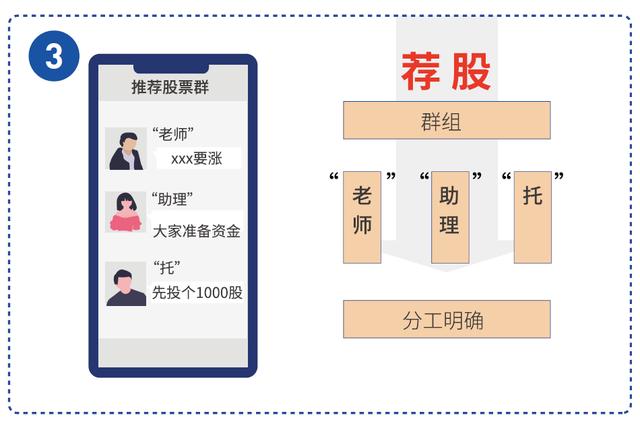 3
推荐股票群
“老师”
xxx要涨
“助理”
大家准备资金
“托”
先投个1000股
荐股
群组
“老师”
“助理”
“托”
分工明确